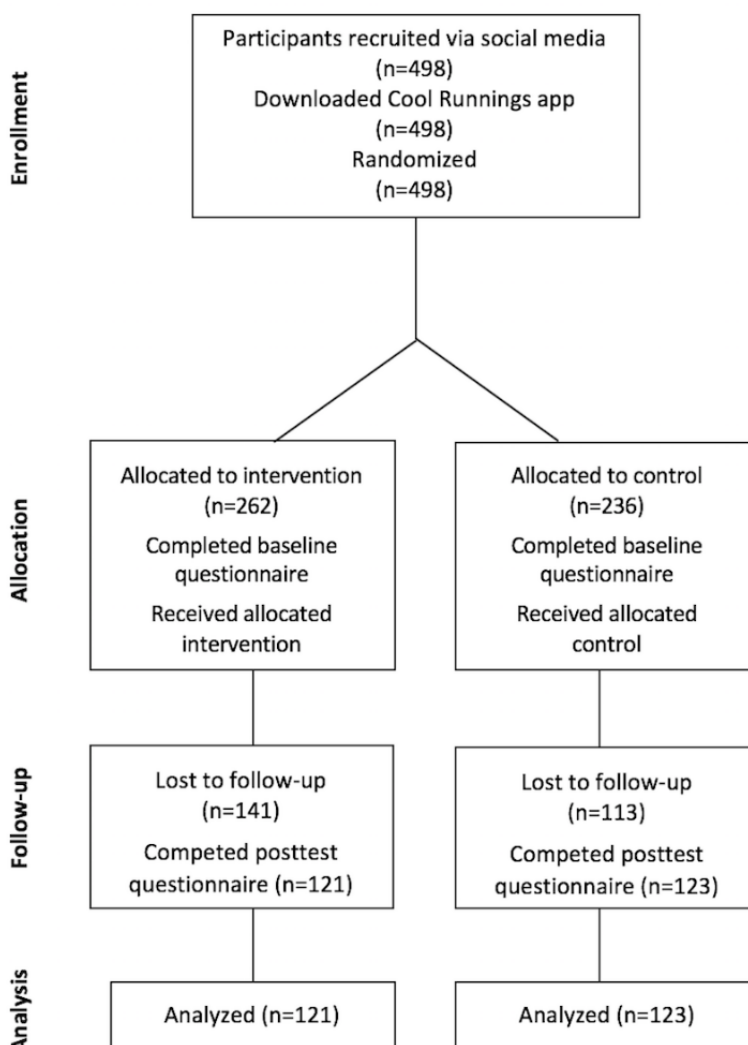 Enrollment
Participants recruited via social media
(n=498)
Downloaded Cool Runnings app
(n=498)
Randomized
(n=498)
Allocation
Allocated to intervention
(n=262)
Completed baseline
questionnaire
Received allocated
intervention
Allocated to control
(n=236)
Completed baseline
questionnaire
Received allocated
control
Follow-up
Lost to follow-up
(n=141)
Competed posttest
questionnaire (n=121)
Lost to follow-up
(n=113)
Competed posttest
questionnaire (n=123)
Analysis
Analyzed (n=121)
Analyzed (n=123)